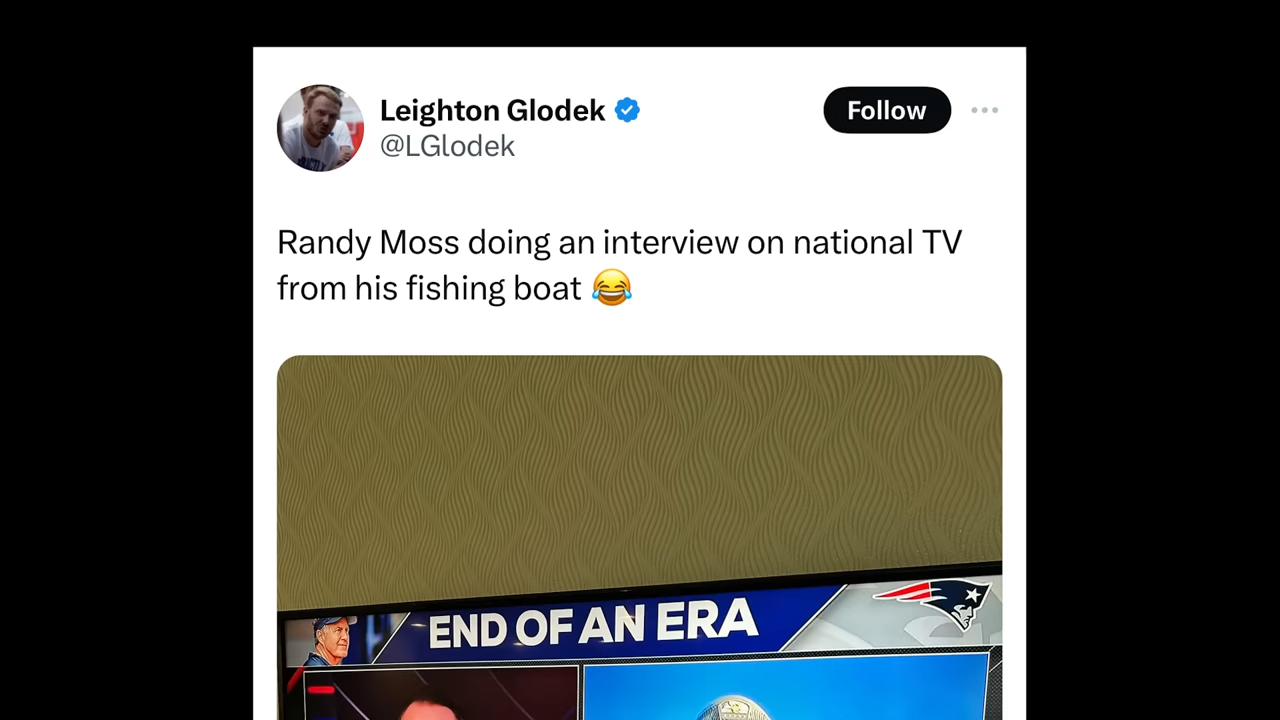 Leighton Glodek
Follow
@LGlodek
Randy Moss doing an interview on national TV
from his fishing boat 😂
END OF AN ERA